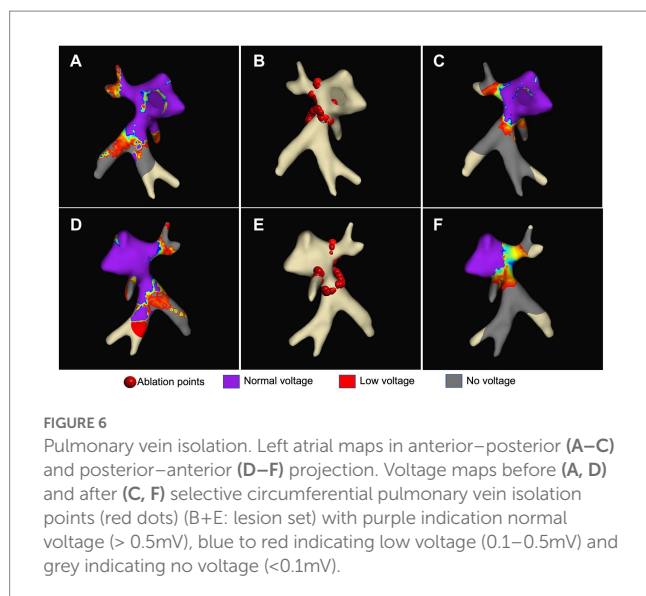 A
B
C
D
E
F
Ablation points
Normal voltage
Low voltage
No voltage
FIGURE 6
Pulmonary vein isolation. Left atrial maps in anterior–posterior (A–C)
and posterior–anterior (D–F) projection. Voltage maps before (A, D)
and after (C, F) selective circumferential pulmonary vein isolation
points (red dots) (B+E: lesion set) with purple indication normal
voltage (> 0.5mV), blue to red indicating low voltage (0.1–0.5mV) and
grey indicating no voltage (<0.1mV).